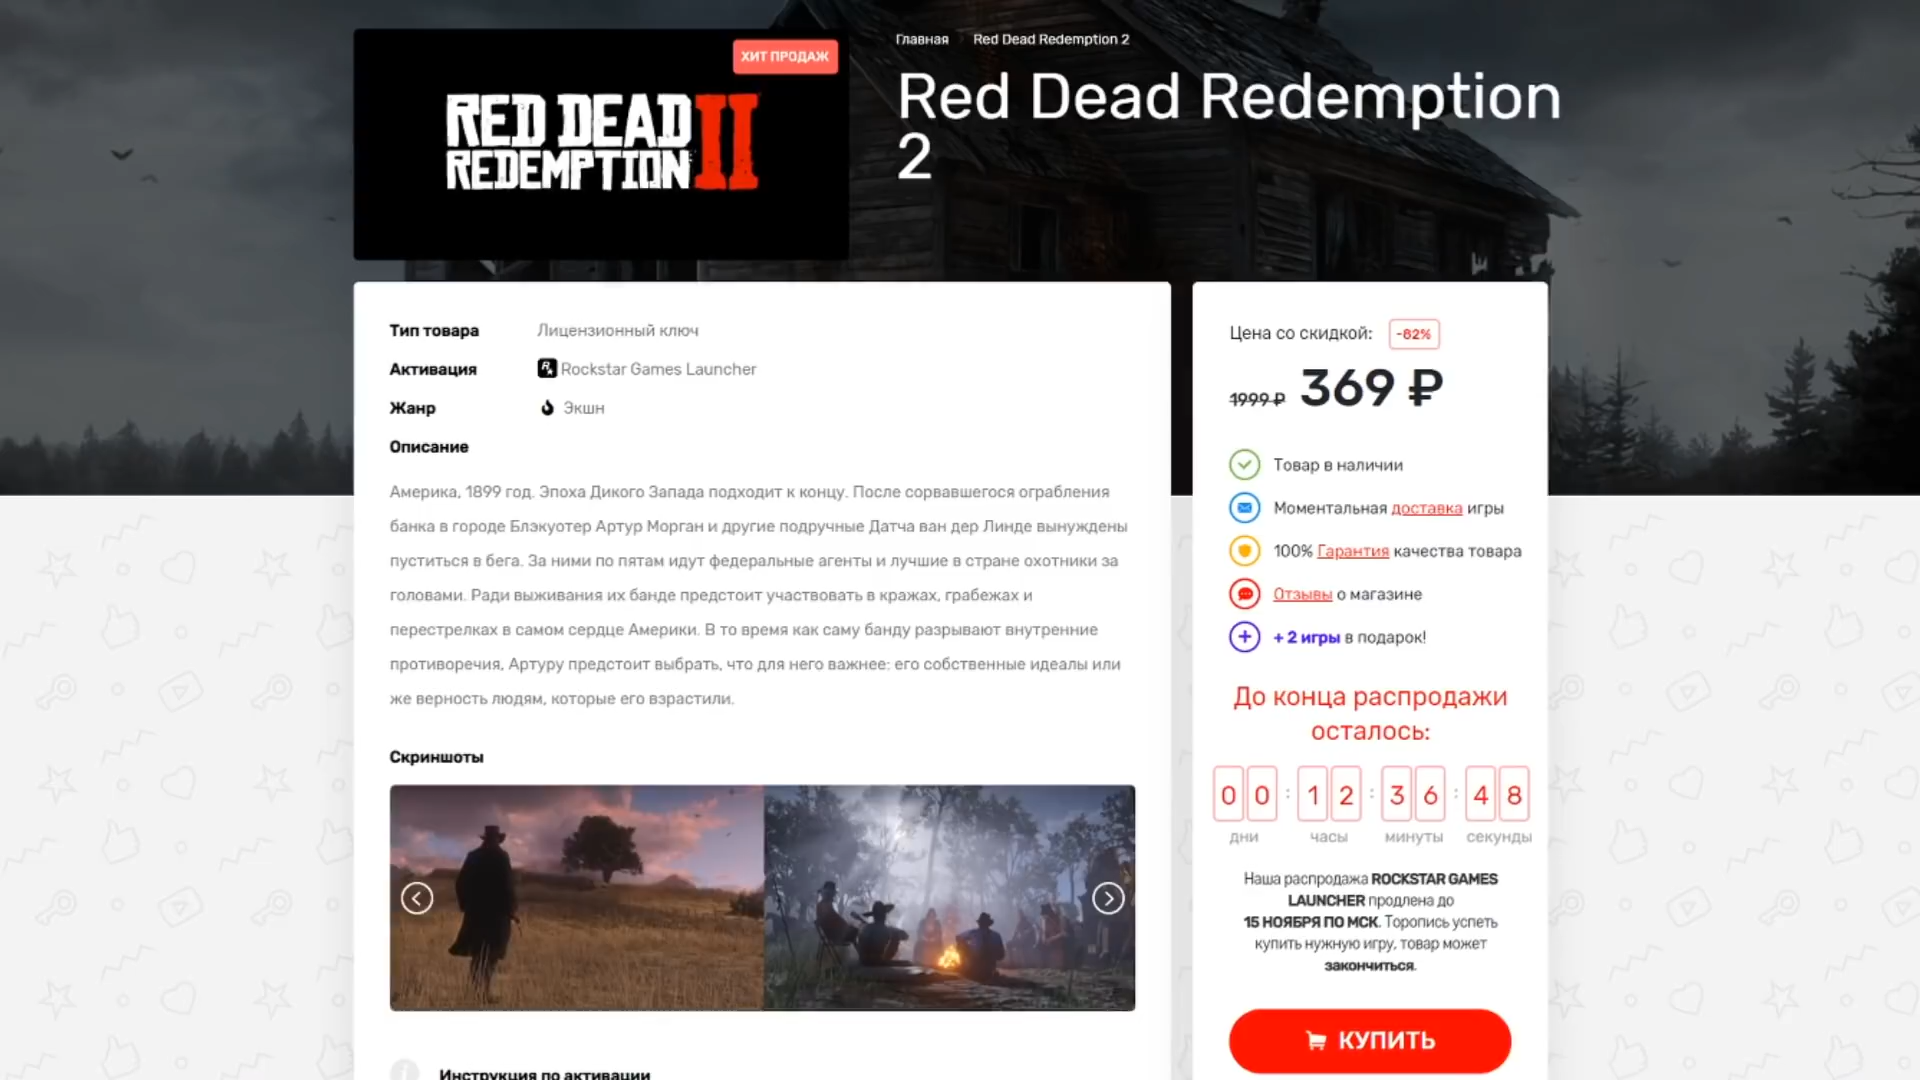 ХИТ ПРОДАЖ
RED DEAD
REDEMPTION II
Главная Red Dead Redemption 2
Red Dead Redemption
2
Тип товара Лицензионный ключ
Активация Rockstar Games Launcher
Жанр Экшн
Описание
Америка, 1899 год. Эпоха Дикого Запада подходит к концу. После сорвавшегося ограбления
банка в городе Блэкуотер Артур Морган и другие подручные Датча ван дер Линде вынуждены
пуститься в бега. За ними по пятам идут федеральные агенты и лучшие в стране охотники за
головами. Ради выживания их банде предстоит участвовать в кражах, грабежах и
перестрелках в самом сердце Америки. В то время как саму банду разрывают внутренние
противоречия, Артуру предстоит выбрать, что для него важнее: его собственные идеалы или
же верность людям, которые его взрастили.
Скриншоты
Инструкция по активации
Цена со скидкой: -82%
1999 ₽ 369 ₽
Товар в наличии
Моментальная доставка игры
100% Гарантия качества товара
Отзывы о магазине
+ 2 игры в подарок!
До конца распродажи
осталось:
00 : 12 : 36 : 48
дни часы минуты секунды
Наша распродажа ROCKSTAR GAMES
LAUNCHER продлена до
15 НОЯБРЯ ПО МСК. Торопись успеть
купить нужную игру, товар может
закончиться.
КУПИТЬ